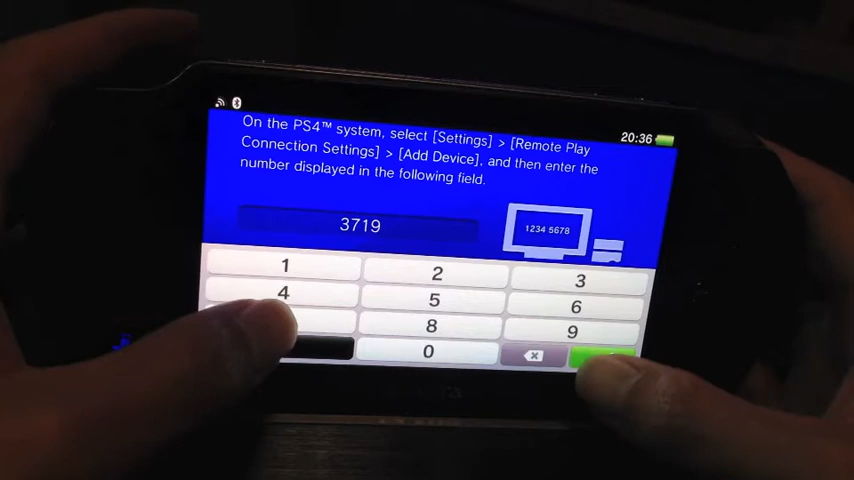 20:36
On the PS4™ system, select [Settings] > [Remote Play
Connection Settings] > [Add Device], and then enter the
number displayed in the following field.
3719
1234 5678
1 2 3
4 5 6
8 9
0